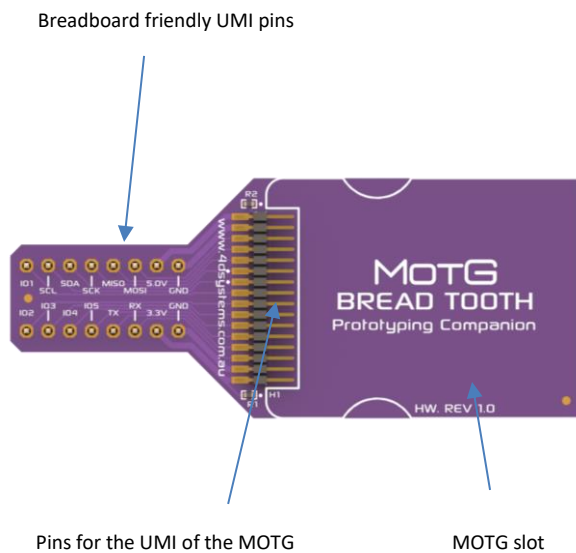 Breadboard friendly UMI pins
R2
www.4dsystems.com.au
IO1 SDA MISO 5.0V
SCL SCK MOSI GND
IO3 IO5 RX GND
IO2 IO4 TX 3.3V
MOTG
BREAD TOOTH
Prototyping Companion
H1
R1
HW. REV 1.0
Pins for the UMI of the MOTG
MOTG slot